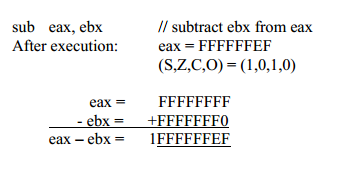 sub eax, ebx // subtract ebx from eax
After execution: eax = FFFFFFEF
(S,Z,C,O) = (1,0,1,0)
eax = FFFFFFFF
- ebx = +FFFFFFF0
eax – ebx = 1FFFFFFEF